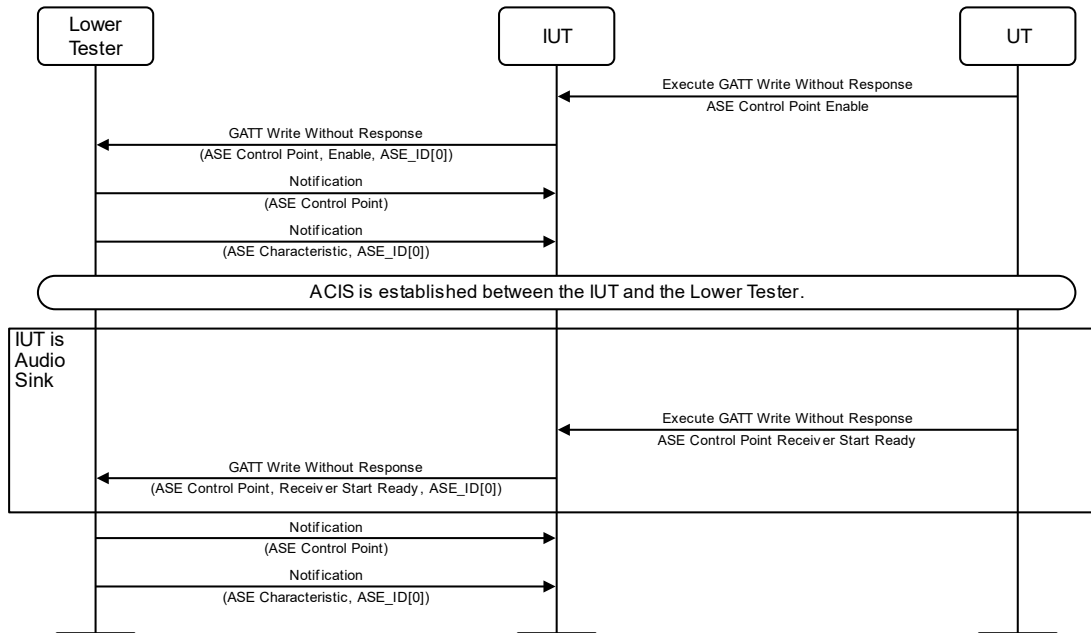 Lower
Tester
IUT
UT
Execute GATT Write Without Response
ASE Control Point Enable
GATT Write Without Response
(ASE Control Point, Enable, ASE_ID[0])
Notification
(ASE Control Point)
Notification
(ASE Characteristic, ASE_ID[0])
ACIS is established between the IUT and the Lower Tester.
IUT is
Audio
Sink
Execute GATT Write Without Response
ASE Control Point Receiver Start Ready
GATT Write Without Response
(ASE Control Point, Receiver Start Ready, ASE_ID[0])
Notification
(ASE Control Point)
Notification
(ASE Characteristic, ASE_ID[0])